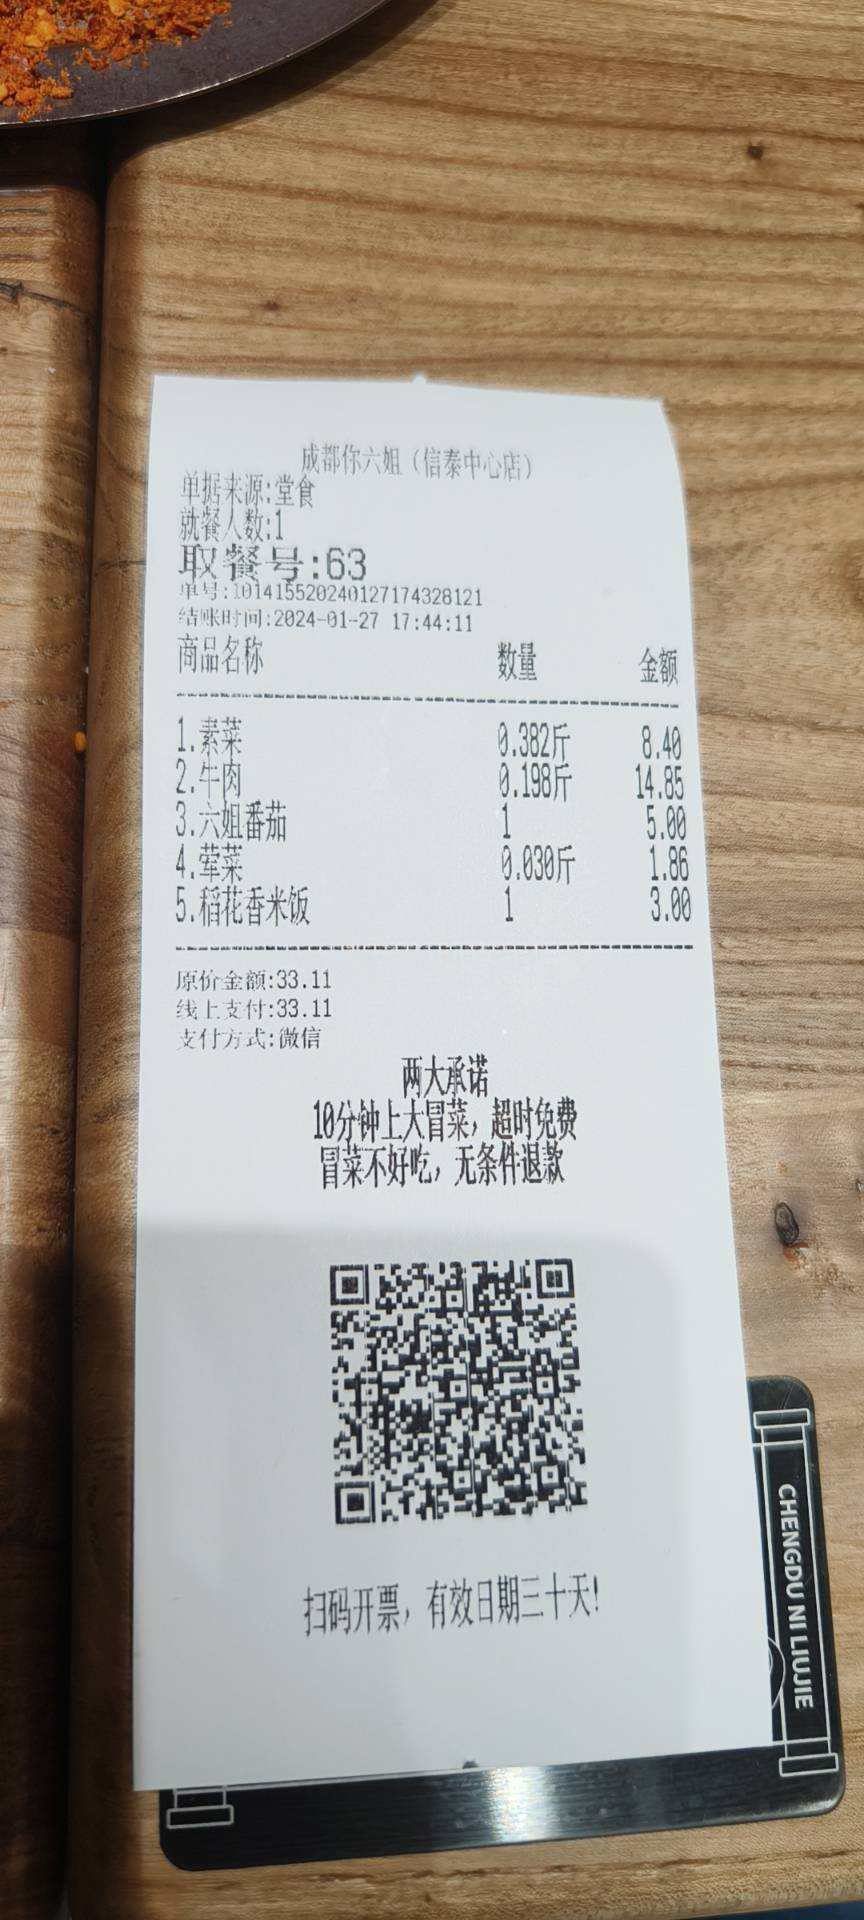 成都你六姐（信泰中心店）
单据来源:堂食
就餐人数:1
取餐号:63
单号:101415520240127174328121
结账时间:2024-01-27 17:44:11
商品名称 数量 金额
1.素菜 0.382斤 8.40
2.牛肉 0.198斤 14.85
3.六姐番茄 1 5.00
4.荤菜 0.030斤 1.86
5.稻花香米饭 1 3.00
原价金额:33.11
线上支付:33.11
支付方式:微信
两大承诺
10分钟上大冒菜，超时免费
冒菜不好吃，无条件退款
扫码开票，有效日期三十天!
CHENGDU NI LIUJIE